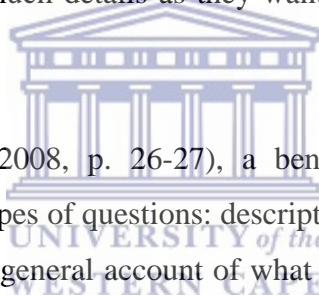 much details as they want
2008, p. 26-27), a ben
pes of questions: descript
UNIVERSITY of the
general account of what
WESTERN CAPE